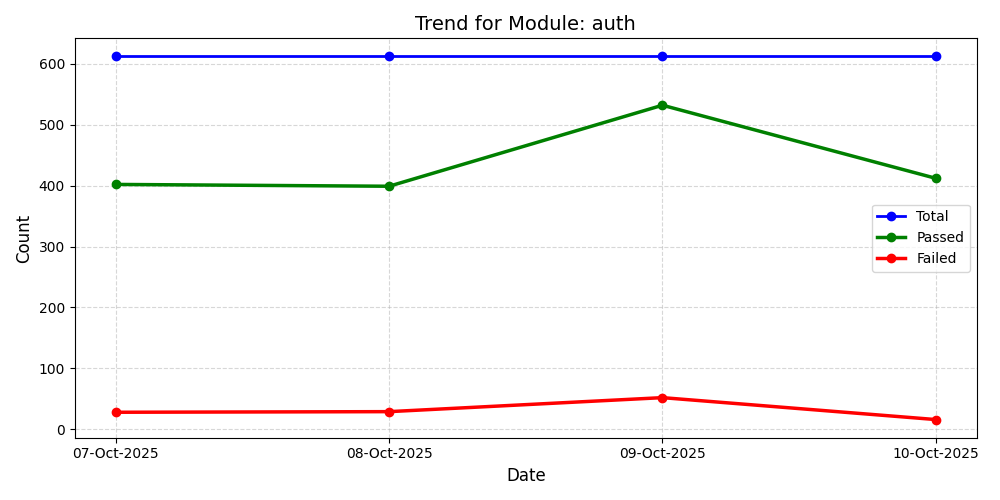 Trend for Module: auth
Count
600
500
400
300
200
100
0
Total
Passed
Failed
07-Oct-2025
08-Oct-2025
09-Oct-2025
10-Oct-2025
Date